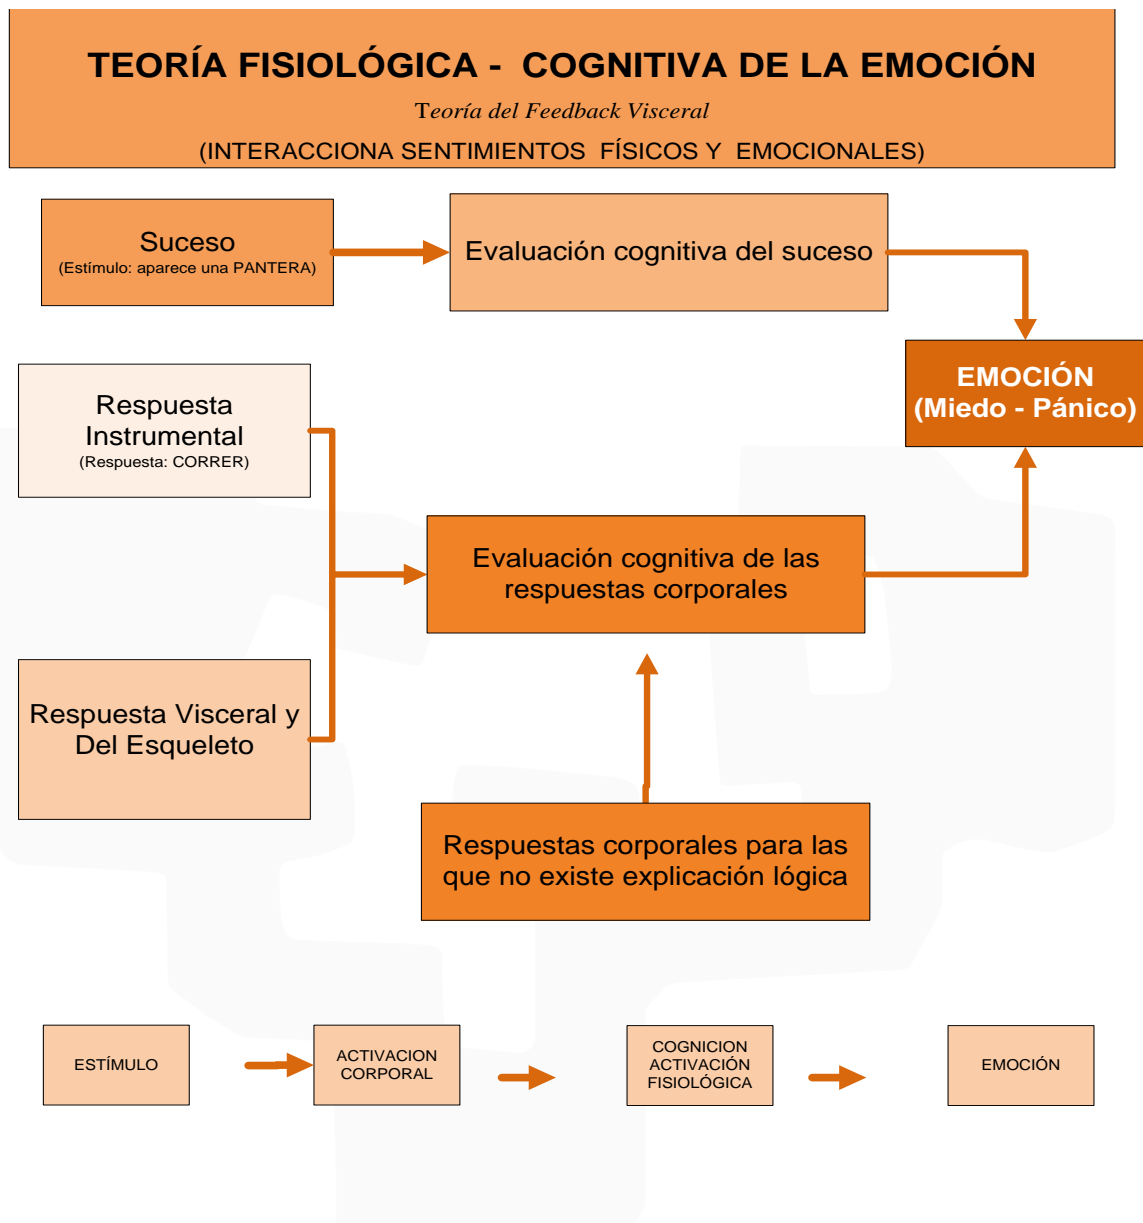 TEORÍA FISIOLÓGICA - COGNITIVA DE LA EMOCIÓN
Teoría del Feedback Visceral
(INTERACCIONA SENTIMIENTOS FÍSICOS Y EMOCIONALES)
Suceso
(Estímulo: aparece una PANTERA)
Evaluación cognitiva del suceso
EMOCIÓN
(Miedo - Pánico)
Respuesta
Instrumental
(Respuesta: CORRER)
Evaluación cognitiva de las
respuestas corporales
Respuesta Visceral y
Del Esqueleto
Respuestas corporales para las
que no existe explicación lógica
ESTÍMULO
ACTIVACION
CORPORAL
COGNICION
ACTIVACIÓN
FISIOLÓGICA
EMOCIÓN